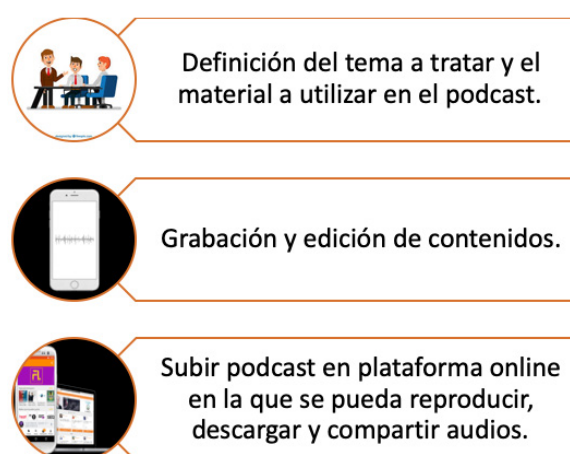 Definición del tema a tratar y el
material a utilizar en el podcast.
Grabación y edición de contenidos.
Subir podcast en plataforma online
en la que se pueda reproducir,
descargar y compartir audios.